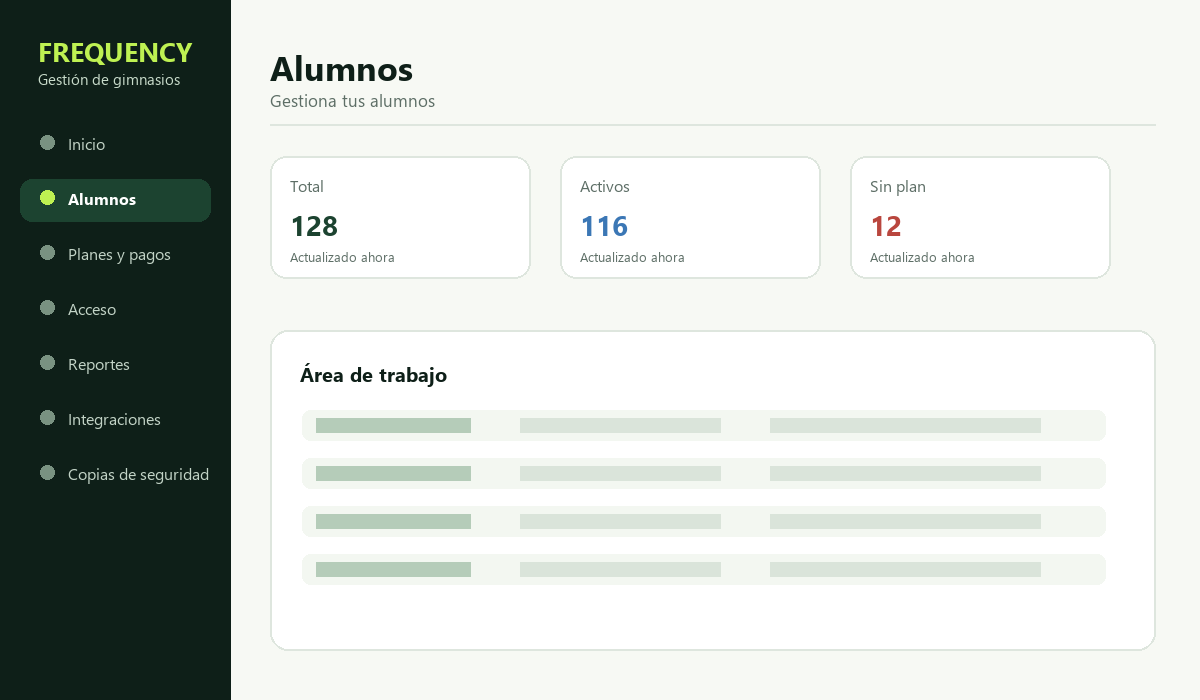 FREQUENCY
Gestión de gimnasios
Inicio
Alumnos
Planes y pagos
Acceso
Reportes
Integraciones
Copias de seguridad
Alumnos
Gestiona tus alumnos
Total
128
Actualizado ahora
Activos
116
Actualizado ahora
Sin plan
12
Actualizado ahora
Área de trabajo